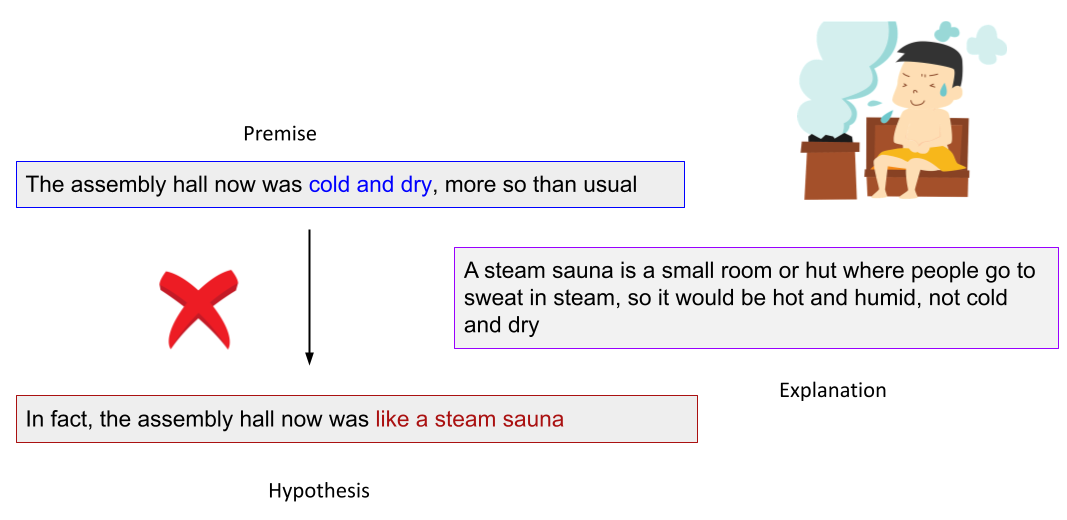 Premise
The assembly hall now was cold and dry, more so than usual
A steam sauna is a small room or hut where people go to
sweat in steam, so it would be hot and humid, not cold
and dry
Explanation
In fact, the assembly hall now was like a steam sauna
Hypothesis